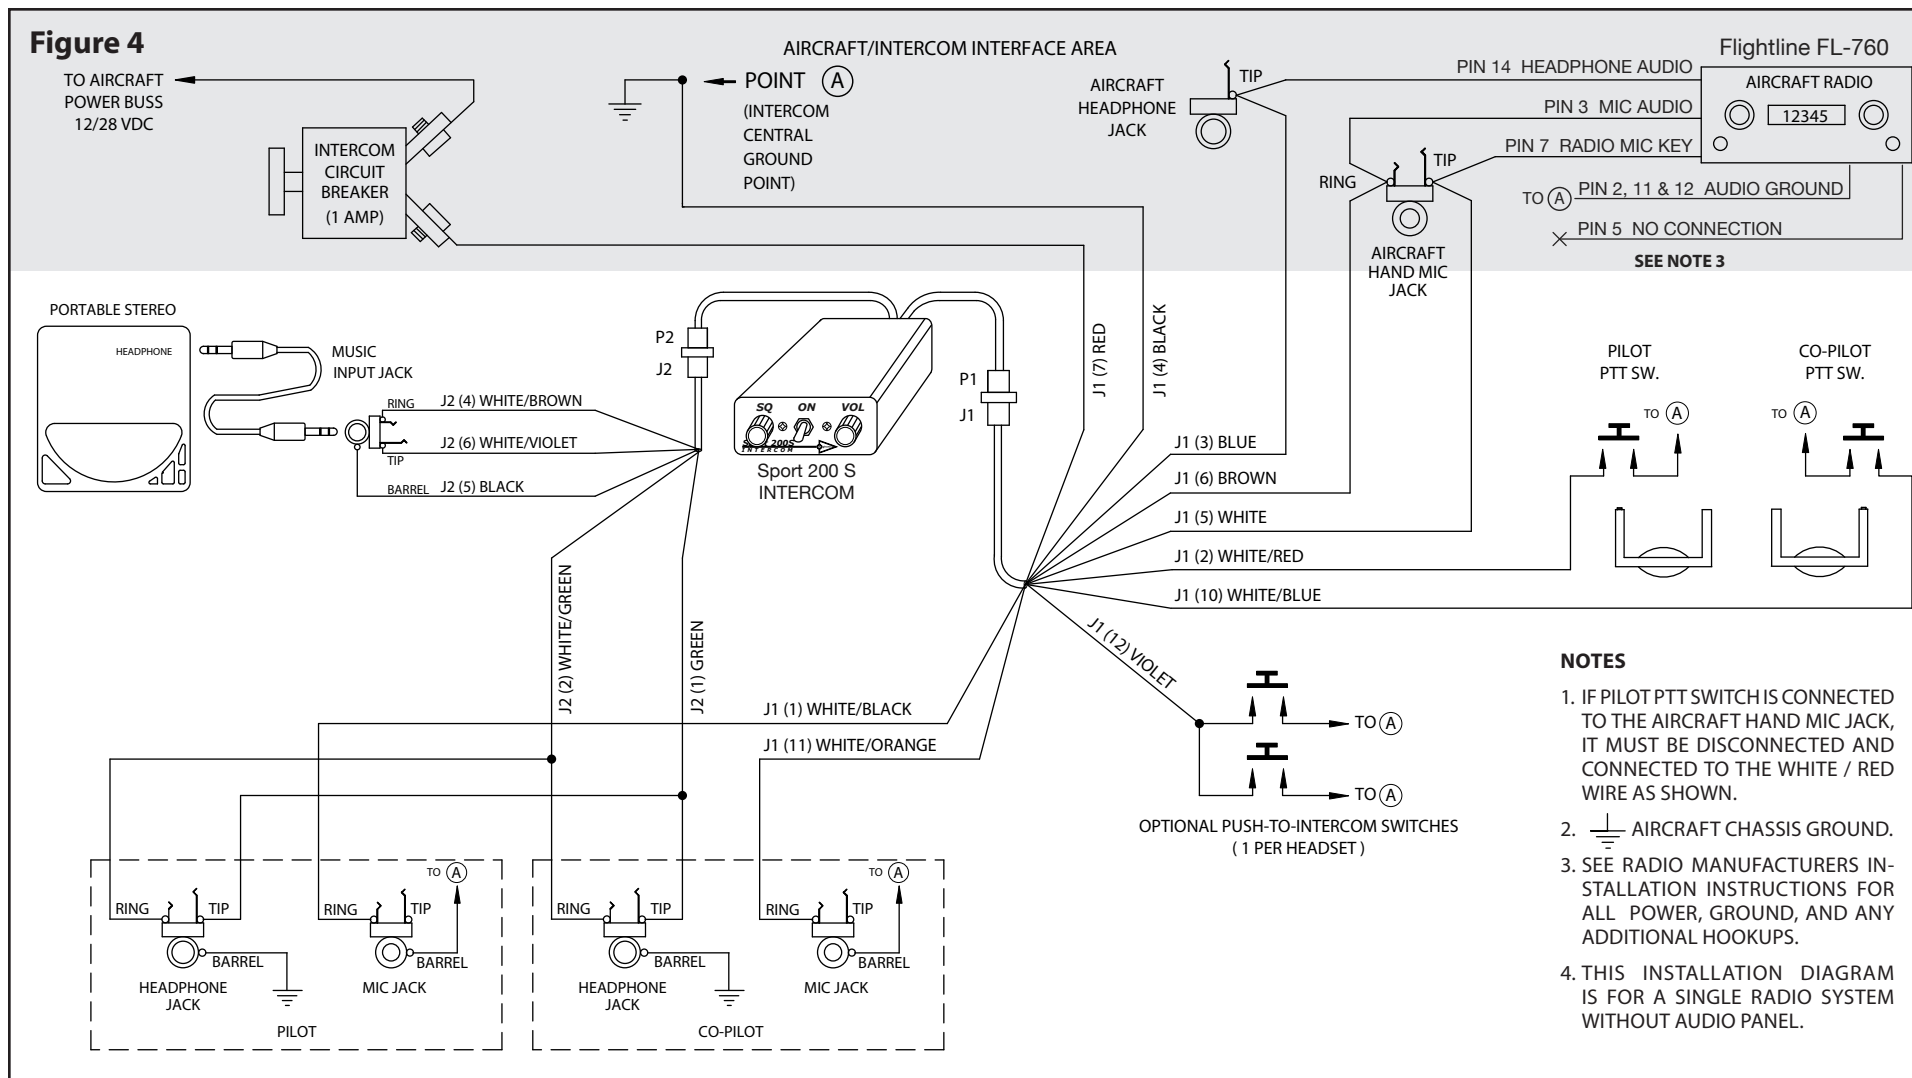 Figure 4
AIRCRAFT/INTERCOM INTERFACE AREA
TO AIRCRAFT
POWER BUSS
12/28 VDC
INTERCOM
CIRCUIT
BREAKER
(1 AMP)
POINT A
(INTERCOM
CENTRAL
GROUND
POINT)
AIRCRAFT
HEADPHONE
JACK
TIP
Flightline FL-760
AIRCRAFT RADIO
12345
PIN 14 HEADPHONE AUDIO
PIN 3 MIC AUDIO
PIN 7 RADIO MIC KEY
TO A PIN 2, 11 & 12 AUDIO GROUND
PIN 5 NO CONNECTION
SEE NOTE 3
RING
TIP
AIRCRAFT
HAND MIC
JACK
PORTABLE STEREO
HEADPHONE
MUSIC
INPUT JACK
RING
J2 (4) WHITE/BROWN
J2 (6) WHITE/VIOLET
TIP
BARREL
J2 (5) BLACK
P2
J2
SQ ON VOL
INTERCOM
Sport 200 S
INTERCOM
P1
J1
J1 (7) RED
J1 (4) BLACK
J1 (3) BLUE
J1 (6) BROWN
J1 (5) WHITE
J1 (2) WHITE/RED
J1 (10) WHITE/BLUE
PILOT
PTT SW.
TO A
CO-PILOT
PTT SW.
TO A
J2 (2) WHITE/GREEN
J2 (1) GREEN
J1 (12) VIOLET
J1 (1) WHITE/BLACK
J1 (11) WHITE/ORANGE
TO A
TO A
OPTIONAL PUSH-TO-INTERCOM SWITCHES
( 1 PER HEADSET )
RING
TIP
BARREL
HEADPHONE
JACK
RING
TIP
TO A
BARREL
MIC JACK
PILOT
RING
TIP
BARREL
HEADPHONE
JACK
RING
TIP
TO A
BARREL
MIC JACK
CO-PILOT
NOTES
1. IF PILOT PTT SWITCH IS CONNECTED
TO THE AIRCRAFT HAND MIC JACK,
IT MUST BE DISCONNECTED AND
CONNECTED TO THE WHITE / RED
WIRE AS SHOWN.
2. AIRCRAFT CHASSIS GROUND.
3. SEE RADIO MANUFACTURERS IN-
STALLATION INSTRUCTIONS FOR
ALL POWER, GROUND, AND ANY
ADDITIONAL HOOKUPS.
4. THIS INSTALLATION DIAGRAM
IS FOR A SINGLE RADIO SYSTEM
WITHOUT AUDIO PANEL.